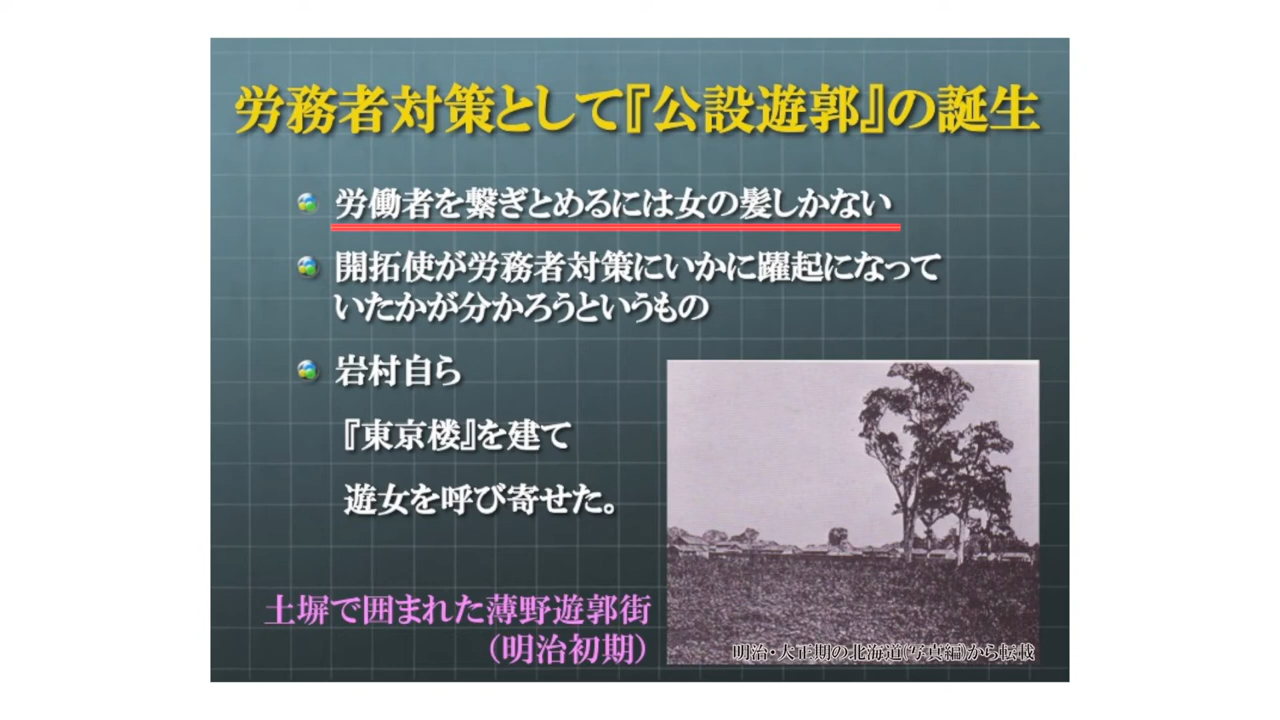 労務者対策として『公設遊郭』の誕生
労働者を繋ぎとめるには女の髪しかない
開拓使が労務者対策にいかに躍起になって
いたかが分かろうというもの
岩村自ら
『東京楼』を建て
遊女を呼び寄せた。
土塀で囲まれた薄野遊郭街
（明治初期）
明治・大正期の北海道(写真編)から転載